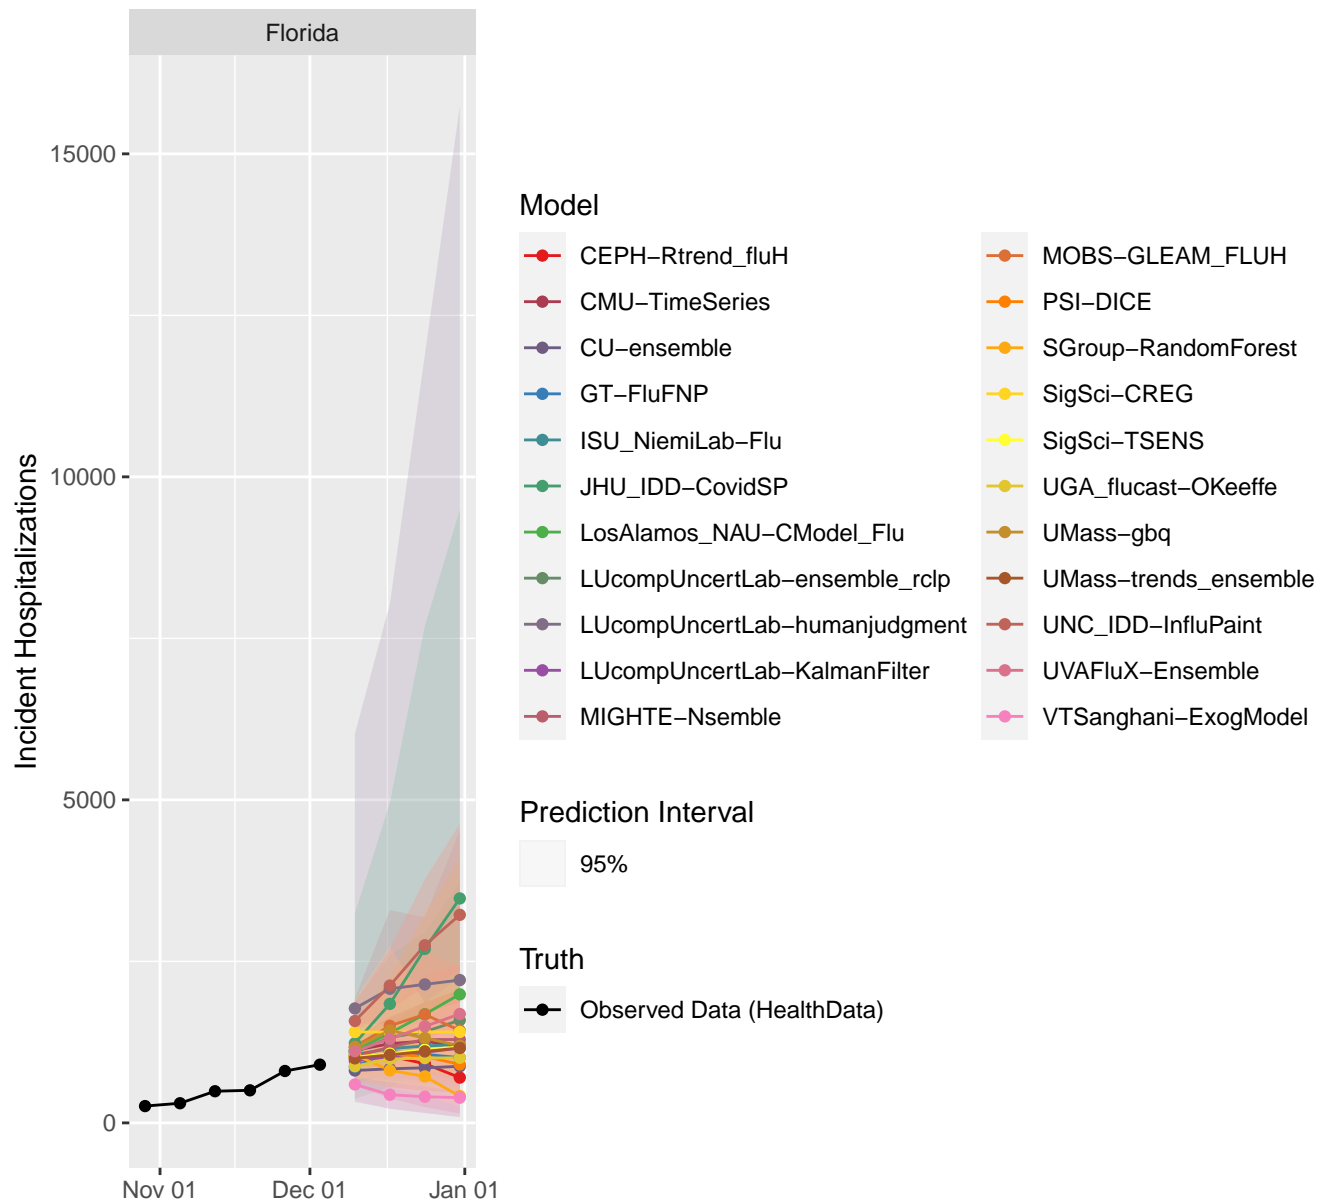 Florida
15000
10000
5000
0
Incident Hospitalizations
Nov 01
Dec 01
Jan 01
Model
CEPH−Rtrend_fluH
CMU−TimeSeries
CU−ensemble
GT−FluFNP
ISU_NiemiLab−Flu
JHU_IDD−CovidSP
LosAlamos_NAU−CModel_Flu
LUcompUncertLab−ensemble_rclp
LUcompUncertLab−humanjudgment
LUcompUncertLab−KalmanFilter
MIGHTE−Nsemble
MOBS−GLEAM_FLUH
PSI−DICE
SGroup−RandomForest
SigSci−CREG
SigSci−TSENS
UGA_flucast−OKeeffe
UMass−gbq
UMass−trends_ensemble
UNC_IDD−InfluPaint
UVAFluX−Ensemble
VTSanghani−ExogModel
Prediction Interval
95%
Truth
Observed Data (HealthData)